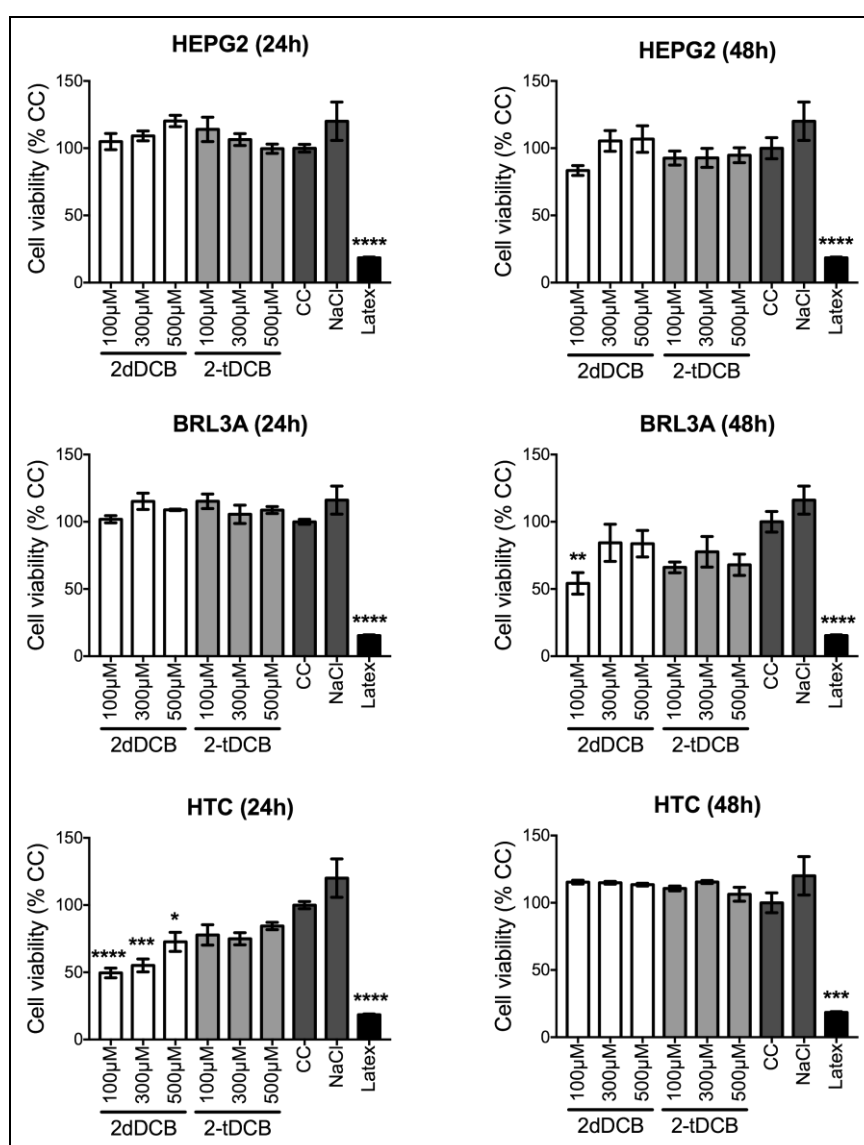 HEPG2 (24h)
Cell viability (% CC)
150
100
50
0
****
100µM
300µM
500µM
100µM
300µM
500µM
CC
NaCl
Latex
2dDCB
2-tDCB
HEPG2 (48h)
Cell viability (% CC)
150
100
50
0
****
100µM
300µM
500µM
100µM
300µM
500µM
CC
NaCl
Latex
2dDCB
2-tDCB
BRL3A (24h)
Cell viability (% CC)
150
100
50
0
****
100µM
300µM
500µM
100µM
300µM
500µM
CC
NaCl
Latex
2dDCB
2-tDCB
BRL3A (48h)
Cell viability (% CC)
150
100
50
0
**
****
100µM
300µM
500µM
100µM
300µM
500µM
CC
NaCl
Latex
2dDCB
2-tDCB
HTC (24h)
Cell viability (% CC)
150
100
50
0
****
***
*
****
100µM
300µM
500µM
100µM
300µM
500µM
CC
NaCl
Latex
2dDCB
2-tDCB
HTC (48h)
Cell viability (% CC)
150
100
50
0
***
100µM
300µM
500µM
100µM
300µM
500µM
CC
NaCl
Latex
2dDCB
2-tDCB